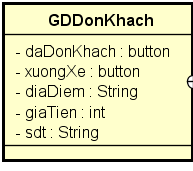 GDDonKhach
- daDonKhach : button
- xuongXe : button
- diaDiem : String
- giaTien : int
- sdt : String